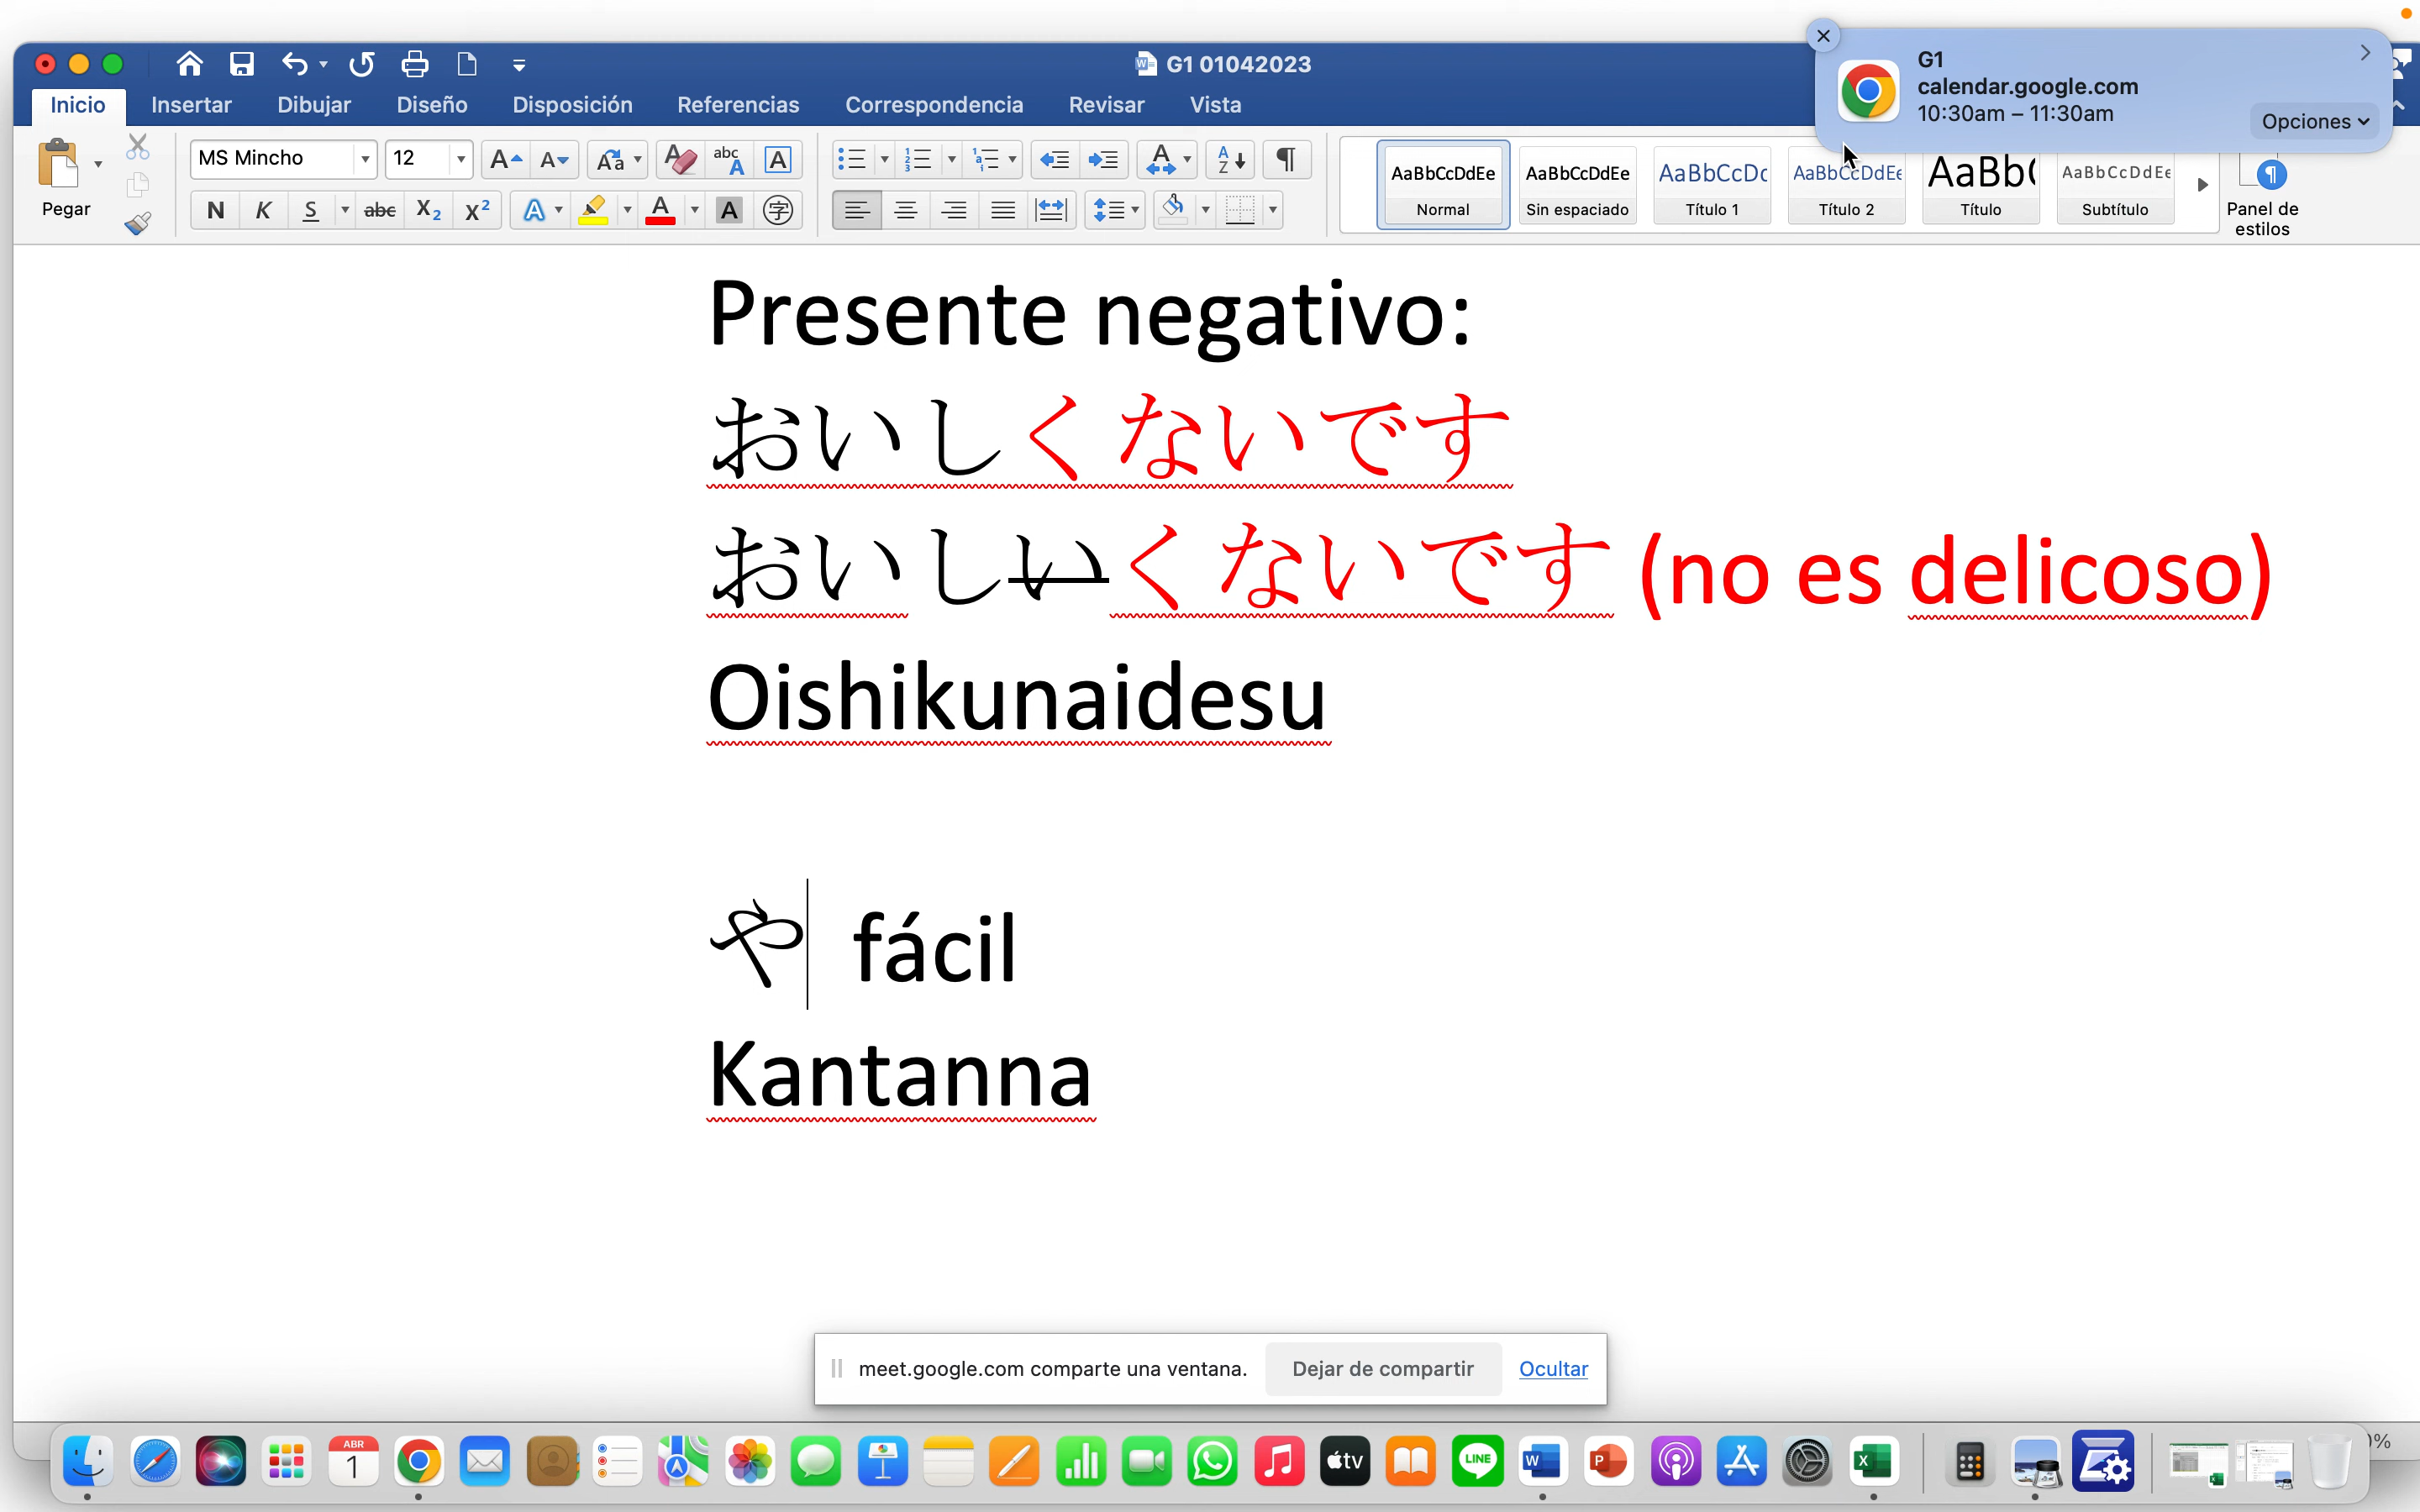 G1 01042023
G1
calendar.google.com
10:30am – 11:30am
Opciones
Inicio Insertar Dibujar Diseño Disposición Referencias Correspondencia Revisar Vista
Pegar
MS Mincho 12
N K S abc X₂ X²
AaBbCcDdEe AaBbCcDdEe AaBbCcDc AaBbCcDdEe AaBb( AaBbCcDdEe
Normal Sin espaciado Título 1 Título 2 Título Subtítulo
Panel de
estilos
Presente negativo:
おいしくないです
おいしいくないです (no es delicoso)
Oishikunaidesu
や fácil
Kantanna
meet.google.com comparte una ventana. Dejar de compartir Ocultar
ABR
1
tv
LINE
W
P
X